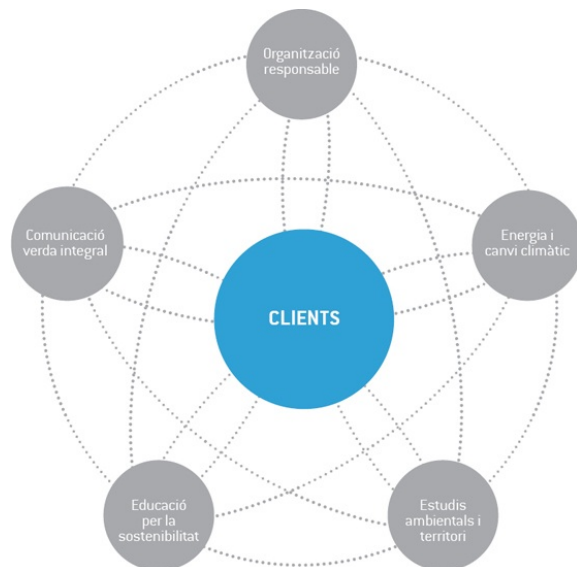 Organització
responsable
Comunicació
verda integral
Energia i
canvi climàtic
CLIENTS
Educació
per la
sostenibilitat
Estudis
ambientals i
territori